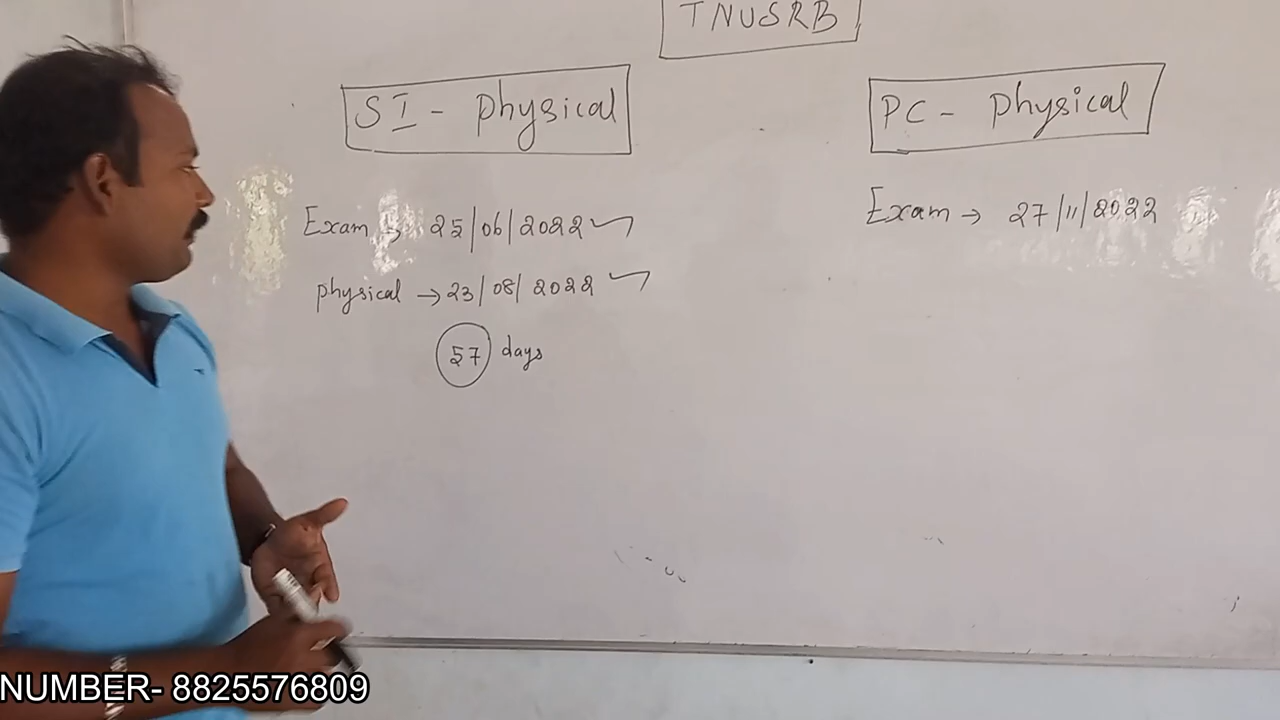 TNUSRB
SI - Physical
Exam → 25/06/2022
physical → 23/08/2022
57 days
PC - Physical
Exam → 27/11/2022
NUMBER- 8825576809